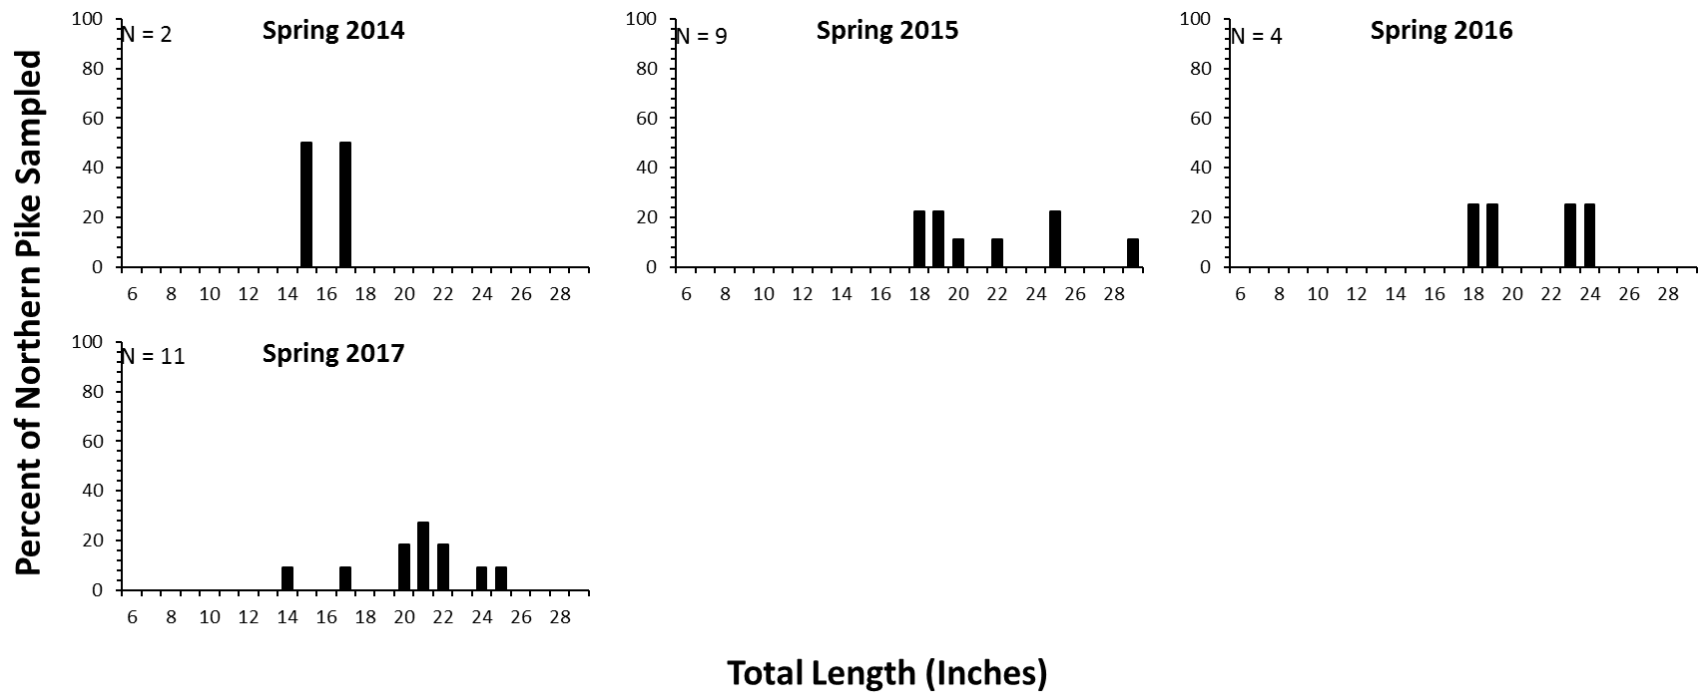 Percent of Northern Pike Sampled
N = 2
Spring 2014
100
80
60
40
20
0
6 8 10 12 14 16 18 20 22 24 26 28
N = 9
Spring 2015
100
80
60
40
20
0
6 8 10 12 14 16 18 20 22 24 26 28
N = 4
Spring 2016
100
80
60
40
20
0
6 8 10 12 14 16 18 20 22 24 26 28
N = 11
Spring 2017
100
80
60
40
20
0
6 8 10 12 14 16 18 20 22 24 26 28
Total Length (Inches)